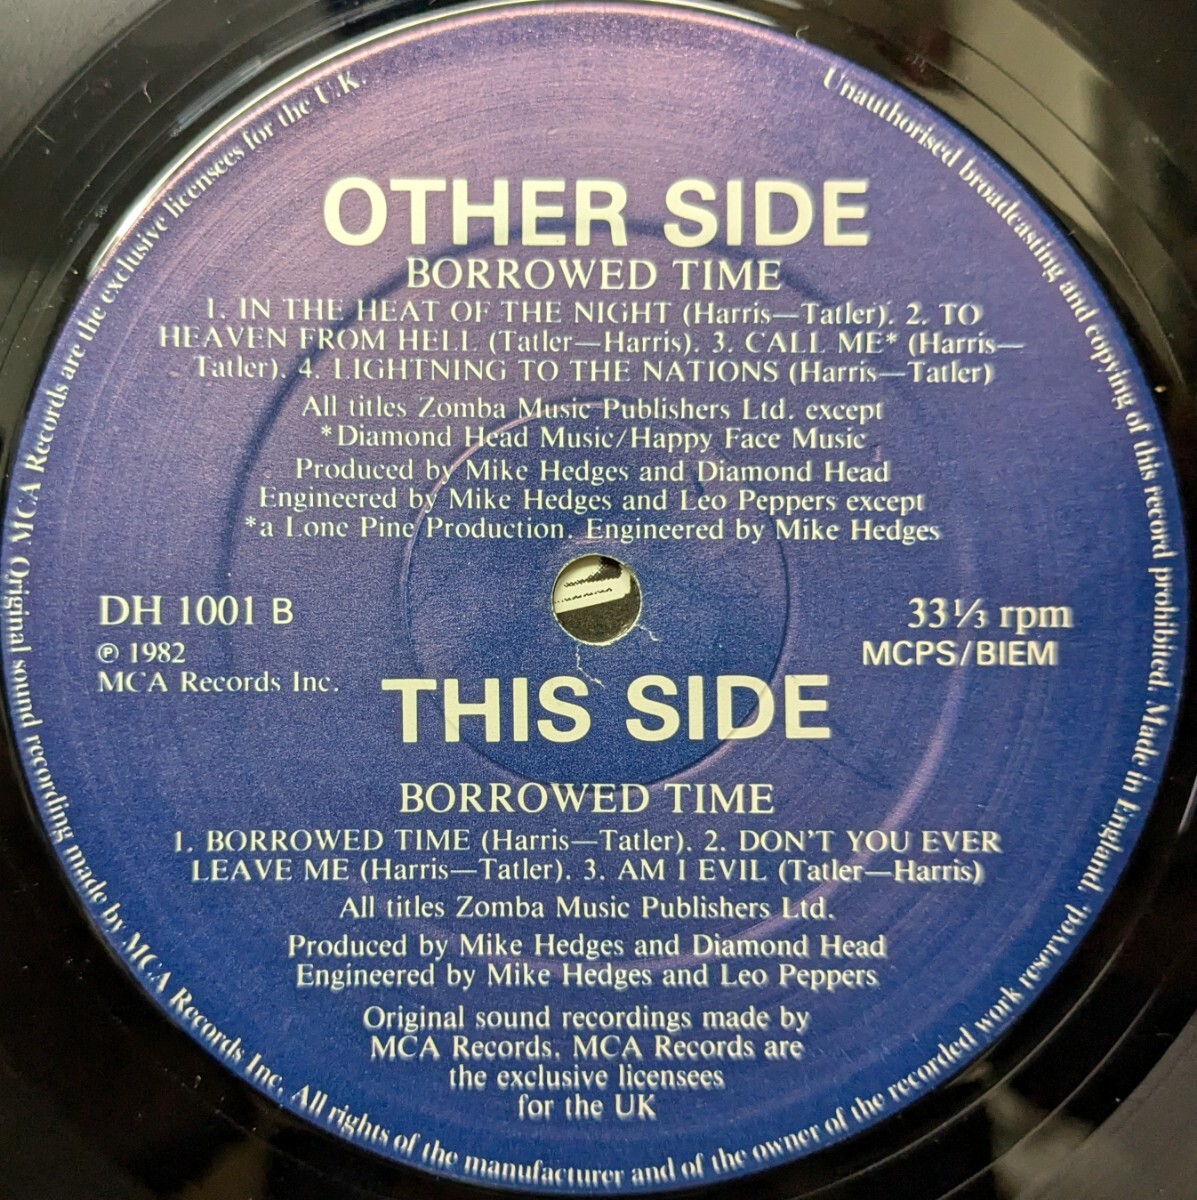 OTHER SIDE
BORROWED TIME
1. IN THE HEAT OF THE NIGHT (Harris—Tatler). 2. TO
HEAVEN FROM HELL (Tatler—Harris). 3. CALL ME* (Harris—
Tatler). 4. LIGHTNING TO THE NATIONS (Harris—Tatler)
All titles Zomba Music Publishers Ltd. except
*Diamond Head Music/Happy Face Music
Produced by Mike Hedges and Diamond Head
Engineered by Mike Hedges and Leo Peppers except
*a Lone Pine Production. Engineered by Mike Hedges
DH 1001 B
℗ 1982
MCA Records Inc.
33⅓ rpm
MCPS/BIEM
THIS SIDE
BORROWED TIME
1. BORROWED TIME (Harris—Tatler). 2. DON'T YOU EVER
LEAVE ME (Harris—Tatler). 3. AM I EVIL (Tatler—Harris)
All titles Zomba Music Publishers Ltd.
Produced by Mike Hedges and Diamond Head
Engineered by Mike Hedges and Leo Peppers
Original sound recordings made by
MCA Records. MCA Records are
the exclusive licensees
for the UK
Original sound recording made by MCA Records Inc. All rights of the manufacturer and of the owner of the recorded work reserved. Unauthorised broadcasting and copying of this record prohibited. Made in England.
MCA Records are the exclusive licensees for the U.K.